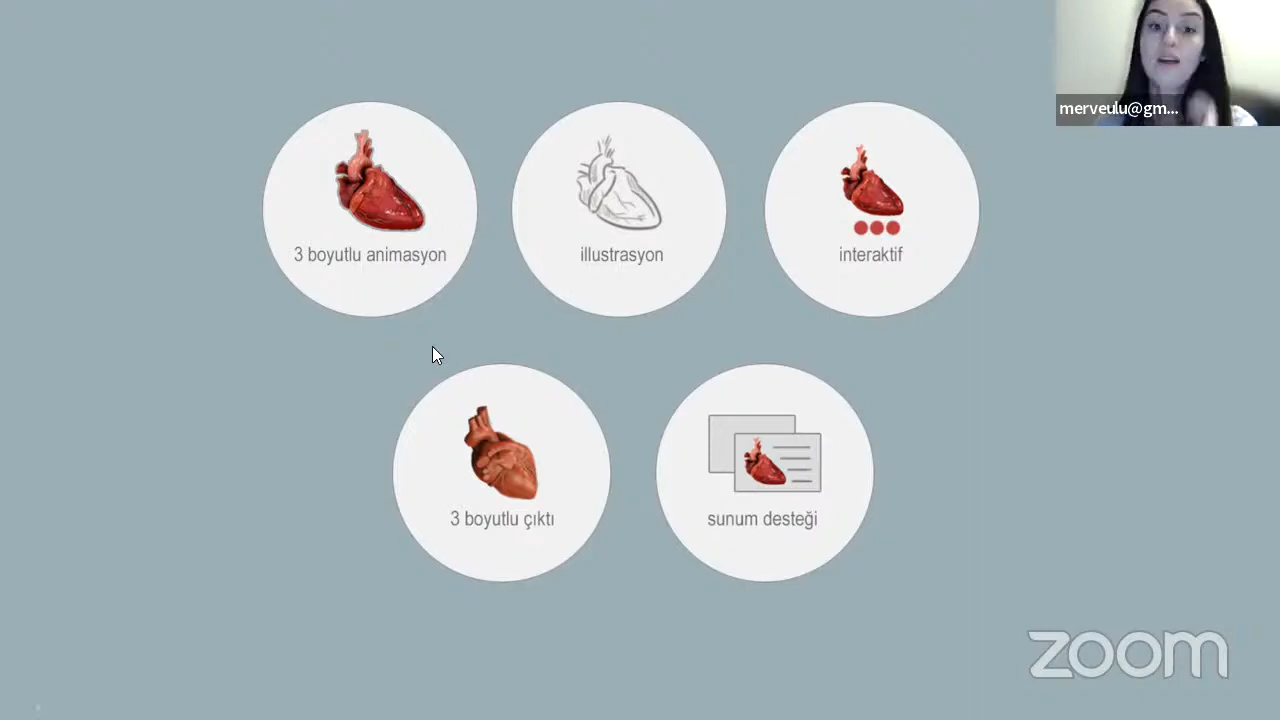 merveulu@gm...
3 boyutlu animasyon
illustrasyon
interaktif
3 boyutlu çıktı
sunum desteği
zoom